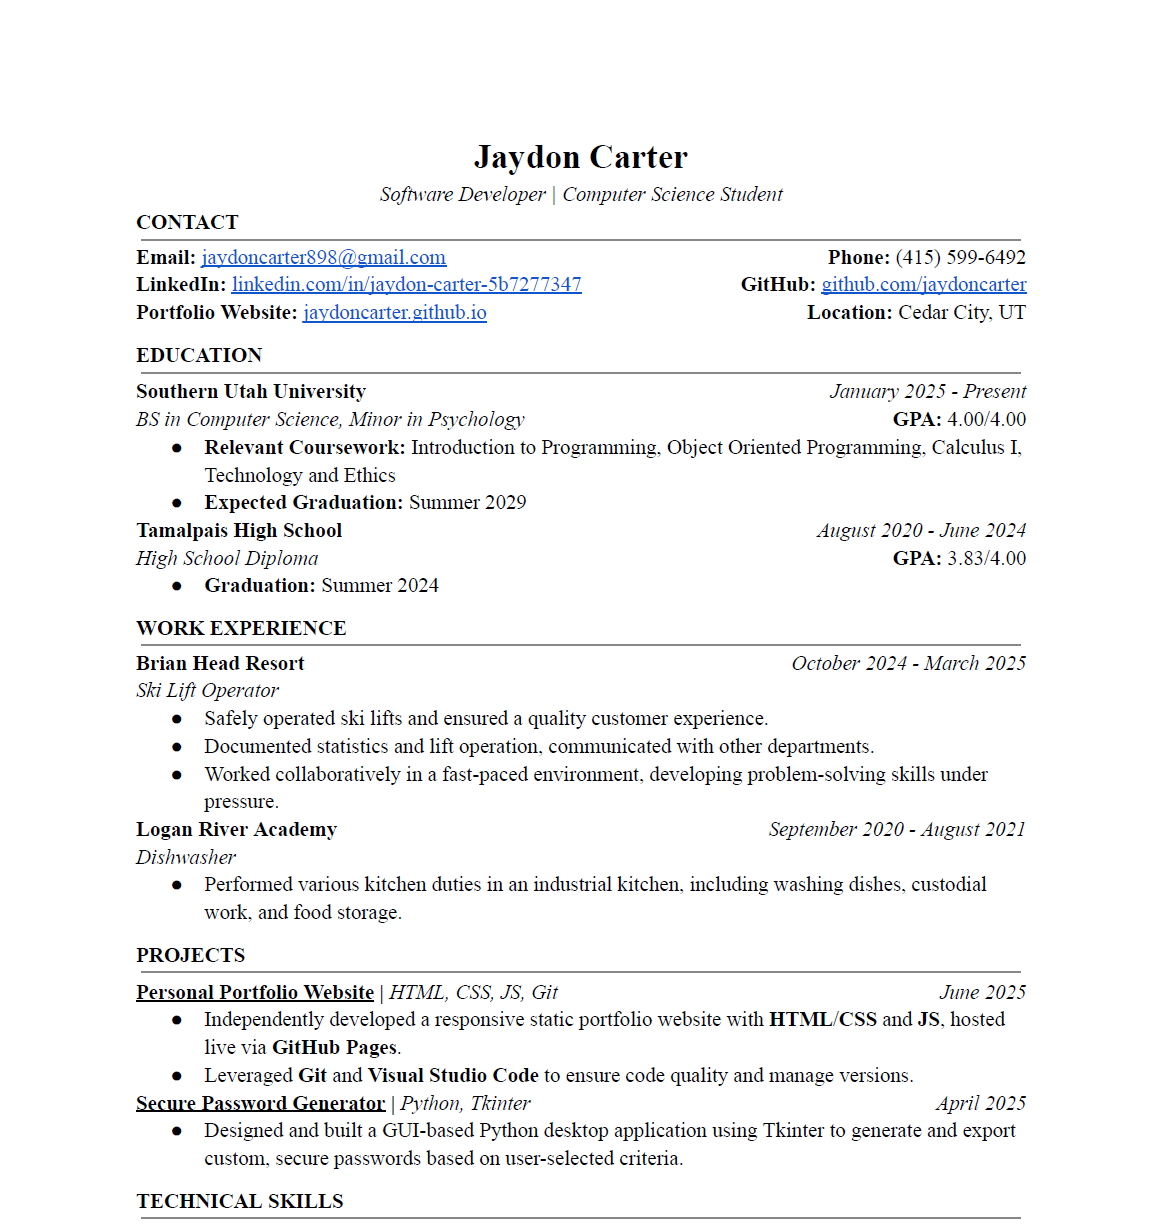 Jaydon Carter
Software Developer | Computer Science Student
CONTACT
Email: jaydoncarter898@gmail.com Phone: (415) 599-6492
LinkedIn: linkedin.com/in/jaydon-carter-5b7277347 GitHub: github.com/jaydoncarter
Portfolio Website: jaydoncarter.github.io Location: Cedar City, UT
EDUCATION
Southern Utah University January 2025 - Present
BS in Computer Science, Minor in Psychology GPA: 4.00/4.00
● Relevant Coursework: Introduction to Programming, Object Oriented Programming, Calculus I,
Technology and Ethics
● Expected Graduation: Summer 2029
Tamalpais High School August 2020 - June 2024
High School Diploma GPA: 3.83/4.00
● Graduation: Summer 2024
WORK EXPERIENCE
Brian Head Resort October 2024 - March 2025
Ski Lift Operator
● Safely operated ski lifts and ensured a quality customer experience.
● Documented statistics and lift operation, communicated with other departments.
● Worked collaboratively in a fast-paced environment, developing problem-solving skills under
pressure.
Logan River Academy September 2020 - August 2021
Dishwasher
● Performed various kitchen duties in an industrial kitchen, including washing dishes, custodial
work, and food storage.
PROJECTS
Personal Portfolio Website | HTML, CSS, JS, Git June 2025
● Independently developed a responsive static portfolio website with HTML/CSS and JS, hosted
live via GitHub Pages.
● Leveraged Git and Visual Studio Code to ensure code quality and manage versions.
Secure Password Generator | Python, Tkinter April 2025
● Designed and built a GUI-based Python desktop application using Tkinter to generate and export
custom, secure passwords based on user-selected criteria.
TECHNICAL SKILLS